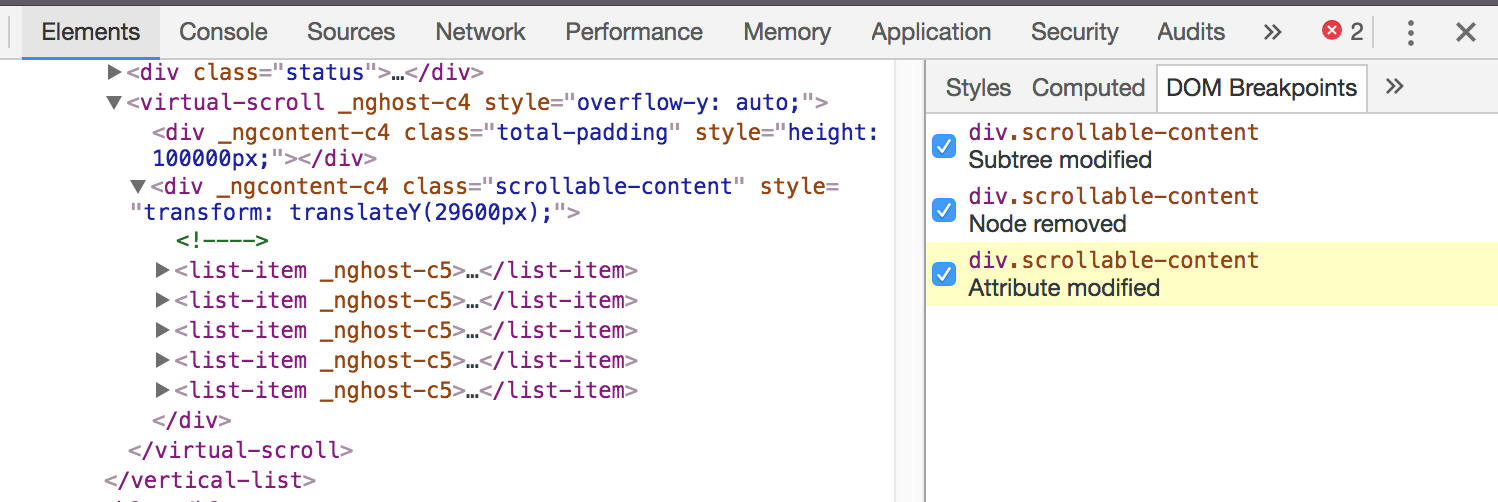 Elements Console Sources Network Performance Memory Application Security Audits » 2
▶<div class="status">…</div>
▼<virtual-scroll _nghost-c4 style="overflow-y: auto;">
<div _ngcontent-c4 class="total-padding" style="height:
100000px;"></div>
▼<div _ngcontent-c4 class="scrollable-content" style=
"transform: translateY(29600px);">
<!---->
▶<list-item _nghost-c5>…</list-item>
▶<list-item _nghost-c5>…</list-item>
▶<list-item _nghost-c5>…</list-item>
▶<list-item _nghost-c5>…</list-item>
▶<list-item _nghost-c5>…</list-item>
</div>
</virtual-scroll>
</vertical-list>
Styles Computed DOM Breakpoints »
div.scrollable-content
Subtree modified
div.scrollable-content
Node removed
div.scrollable-content
Attribute modified